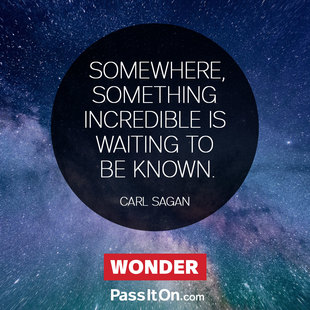 SOMEWHERE,
SOMETHING
INCREDIBLE IS
WAITING TO
BE KNOWN.
CARL SAGAN
WONDER
PassItOn.com